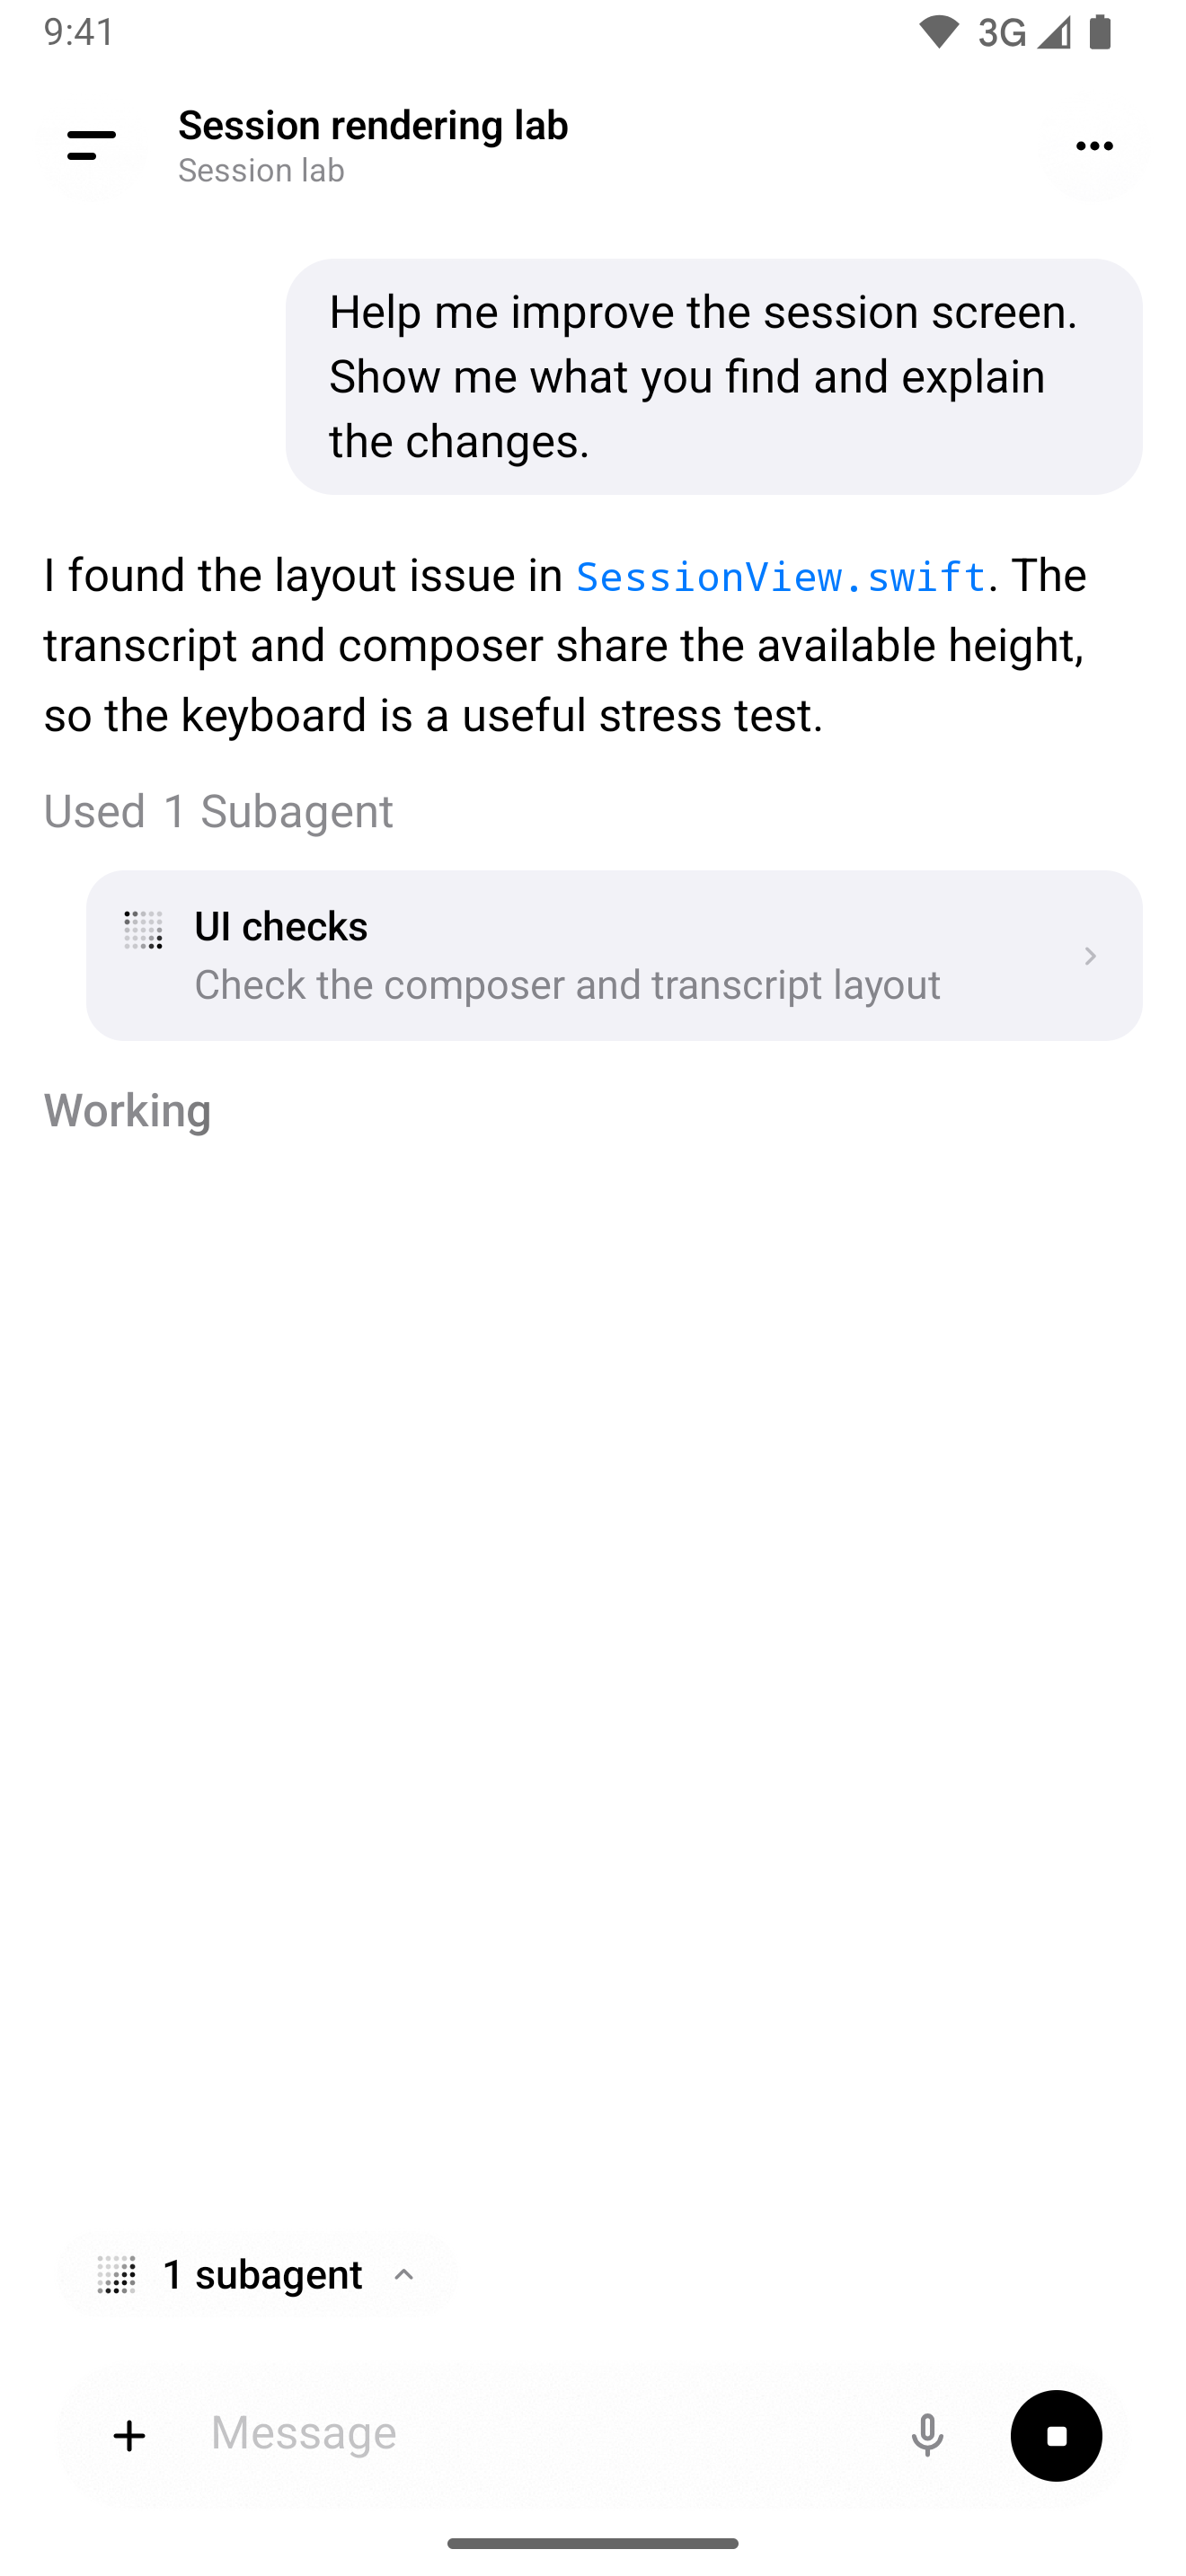 9:41
3G
Session rendering lab
Session lab
Help me improve the session screen.
Show me what you find and explain
the changes.
I found the layout issue in SessionView.swift. The
transcript and composer share the available height,
so the keyboard is a useful stress test.
Used 1 Subagent
UI checks
Check the composer and transcript layout
Working
1 subagent
Message